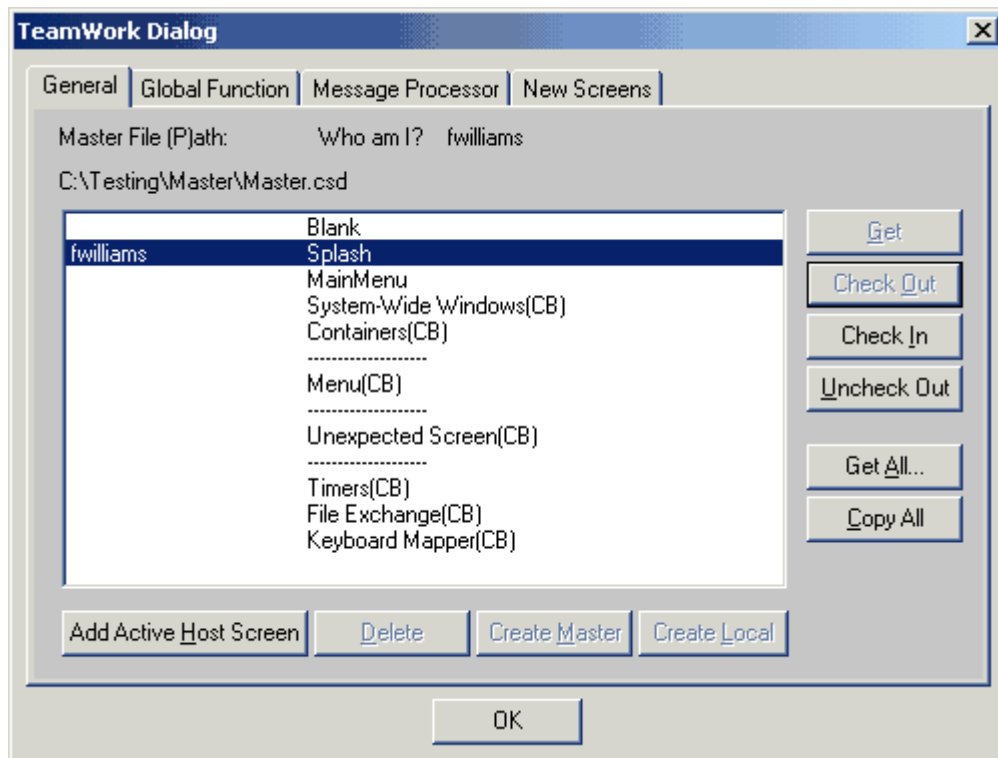 TeamWork Dialog
General Global Function Message Processor New Screens
Master File (P)ath: Who am I? fwilliams
C:\Testing\Master\Master.csd
Blank
fwilliams Splash
MainMenu
System-Wide Windows(CB)
Containers(CB)
--------------------
Menu(CB)
--------------------
Unexpected Screen(CB)
--------------------
Timers(CB)
File Exchange(CB)
Keyboard Mapper(CB)
Get
Check Out
Check In
Uncheck Out
Get All...
Copy All
Add Active Host Screen Delete Create Master Create Local
OK